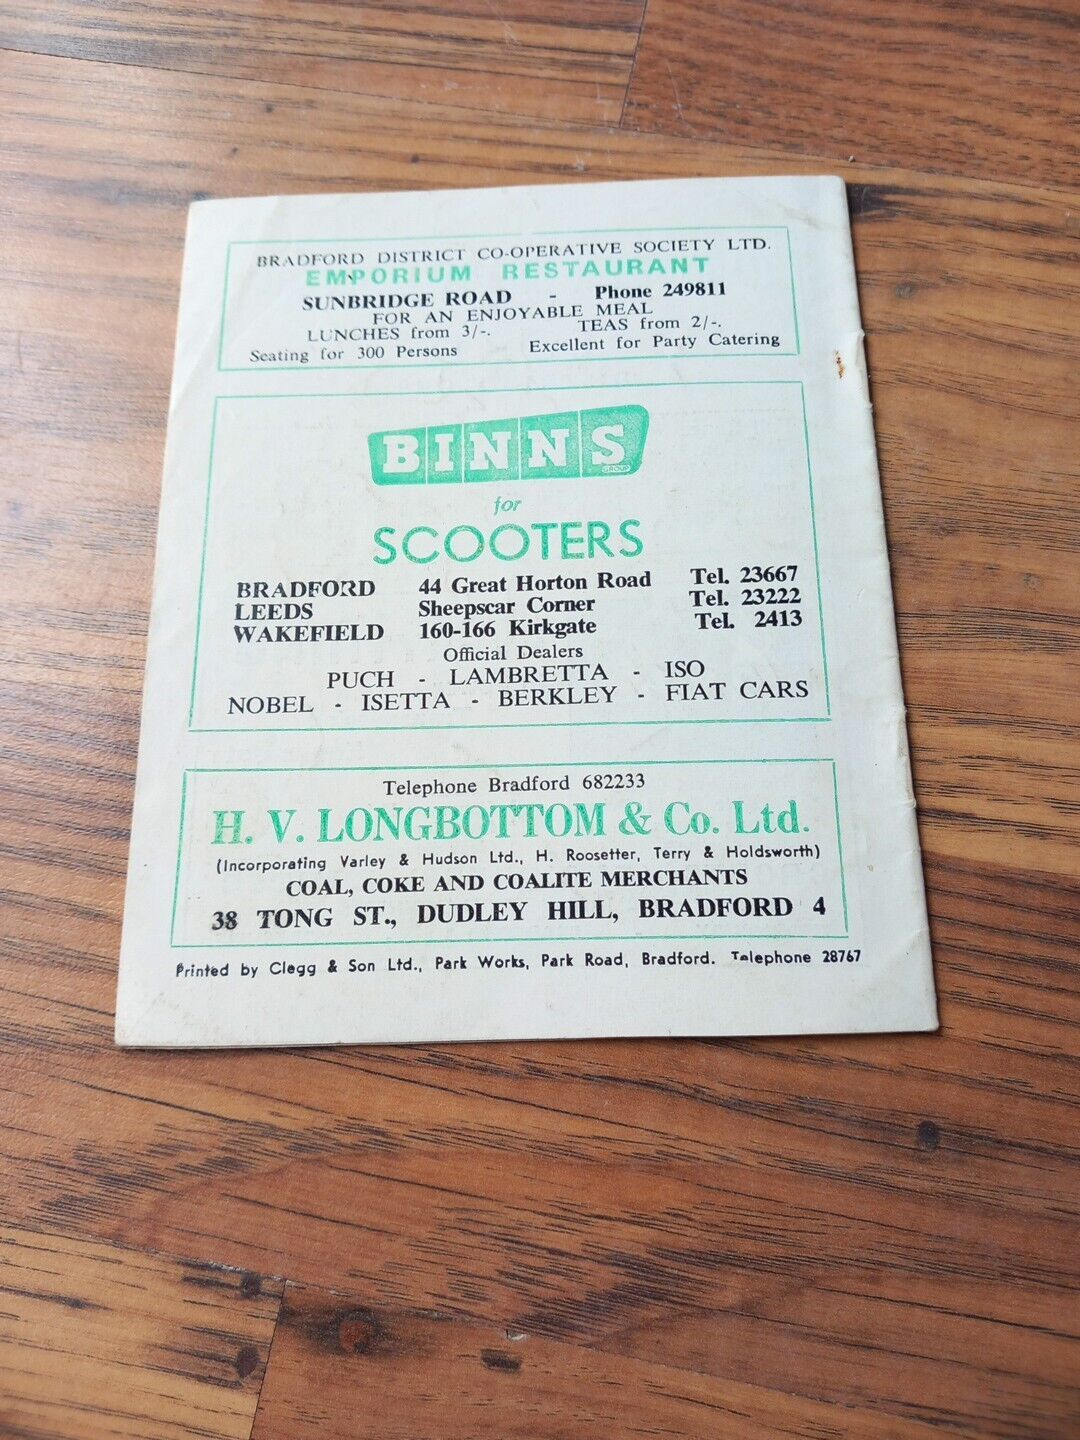 BRADFORD DISTRICT CO-OPERATIVE SOCIETY LTD.
EMPORIUM RESTAURANT
SUNBRIDGE ROAD - Phone 249811
FOR AN ENJOYABLE MEAL
LUNCHES from 3/-. TEAS from 2/-.
Seating for 300 Persons Excellent for Party Catering
BINNS GROUP
for
SCOOTERS
BRADFORD 44 Great Horton Road Tel. 23667
LEEDS Sheepscar Corner Tel. 23222
WAKEFIELD 160-166 Kirkgate Tel. 2413
Official Dealers
PUCH - LAMBRETTA - ISO
NOBEL - ISETTA - BERKLEY - FIAT CARS
Telephone Bradford 682233
H. V. LONGBOTTOM & Co. Ltd.
(Incorporating Varley & Hudson Ltd., H. Roosetter, Terry & Holdsworth)
COAL, COKE AND COALITE MERCHANTS
38 TONG ST., DUDLEY HILL, BRADFORD 4
Printed by Clegg & Son Ltd., Park Works, Park Road, Bradford. Telephone 28767